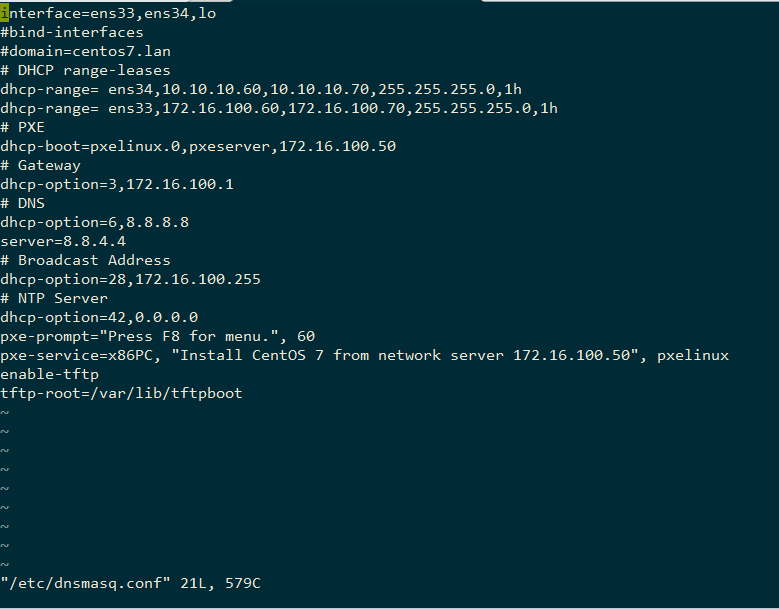 interface=ens33,ens34,lo
#bind-interfaces
#domain=centos7.lan
# DHCP range-leases
dhcp-range= ens34,10.10.10.60,10.10.10.70,255.255.255.0,1h
dhcp-range= ens33,172.16.100.60,172.16.100.70,255.255.255.0,1h
# PXE
dhcp-boot=pxelinux.0,pxeserver,172.16.100.50
# Gateway
dhcp-option=3,172.16.100.1
# DNS
dhcp-option=6,8.8.8.8
server=8.8.4.4
# Broadcast Address
dhcp-option=28,172.16.100.255
# NTP Server
dhcp-option=42,0.0.0.0
pxe-prompt="Press F8 for menu.", 60
pxe-service=x86PC, "Install CentOS 7 from network server 172.16.100.50", pxelinux
enable-tftp
tftp-root=/var/lib/tftpboot
~
~
~
~
~
~
~
~
~
"/etc/dnsmasq.conf" 21L, 579C